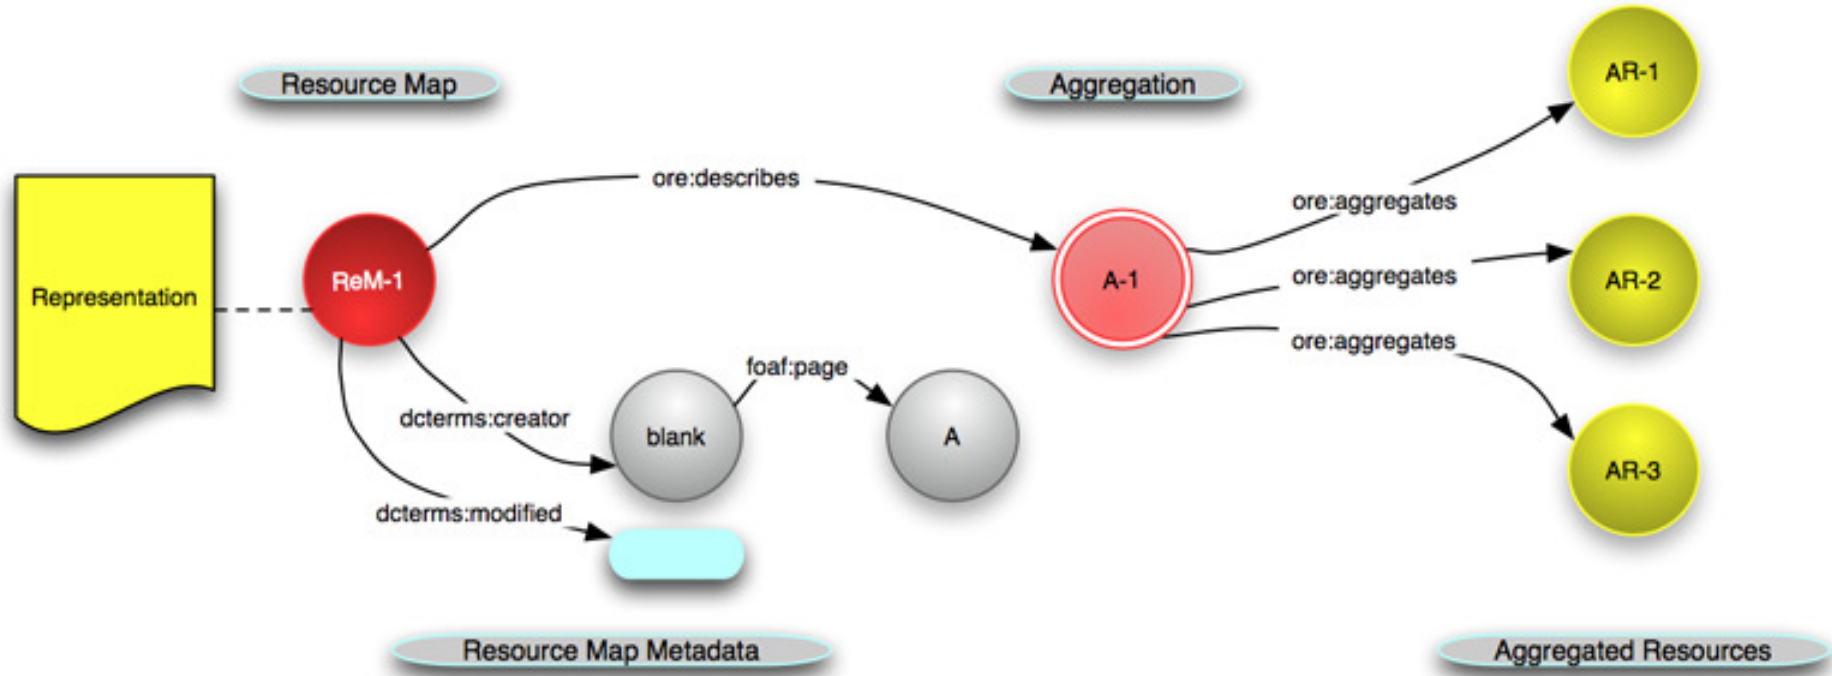 Resource Map
Aggregation
AR-1
ore:describes
ore:aggregates
Representation
ReM-1
A-1
ore:aggregates
AR-2
ore:aggregates
foaf:page
dcterms:creator
blank
A
AR-3
dcterms:modified
Resource Map Metadata
Aggregated Resources